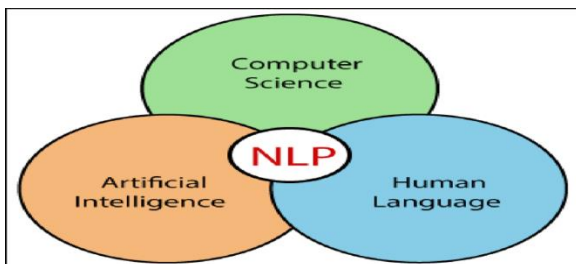 Computer
Science
NLP
Artificial
Intelligence
Human
Language